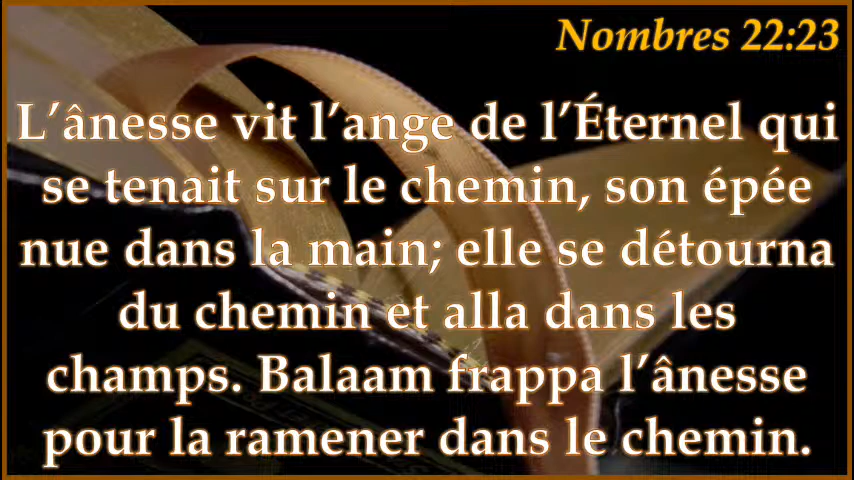 Nombres 22:23
L’ânesse vit l’ange de l’Éternel qui
se tenait sur le chemin, son épée
nue dans la main; elle se détourna
du chemin et alla dans les
champs. Balaam frappa l’ânesse
pour la ramener dans le chemin.